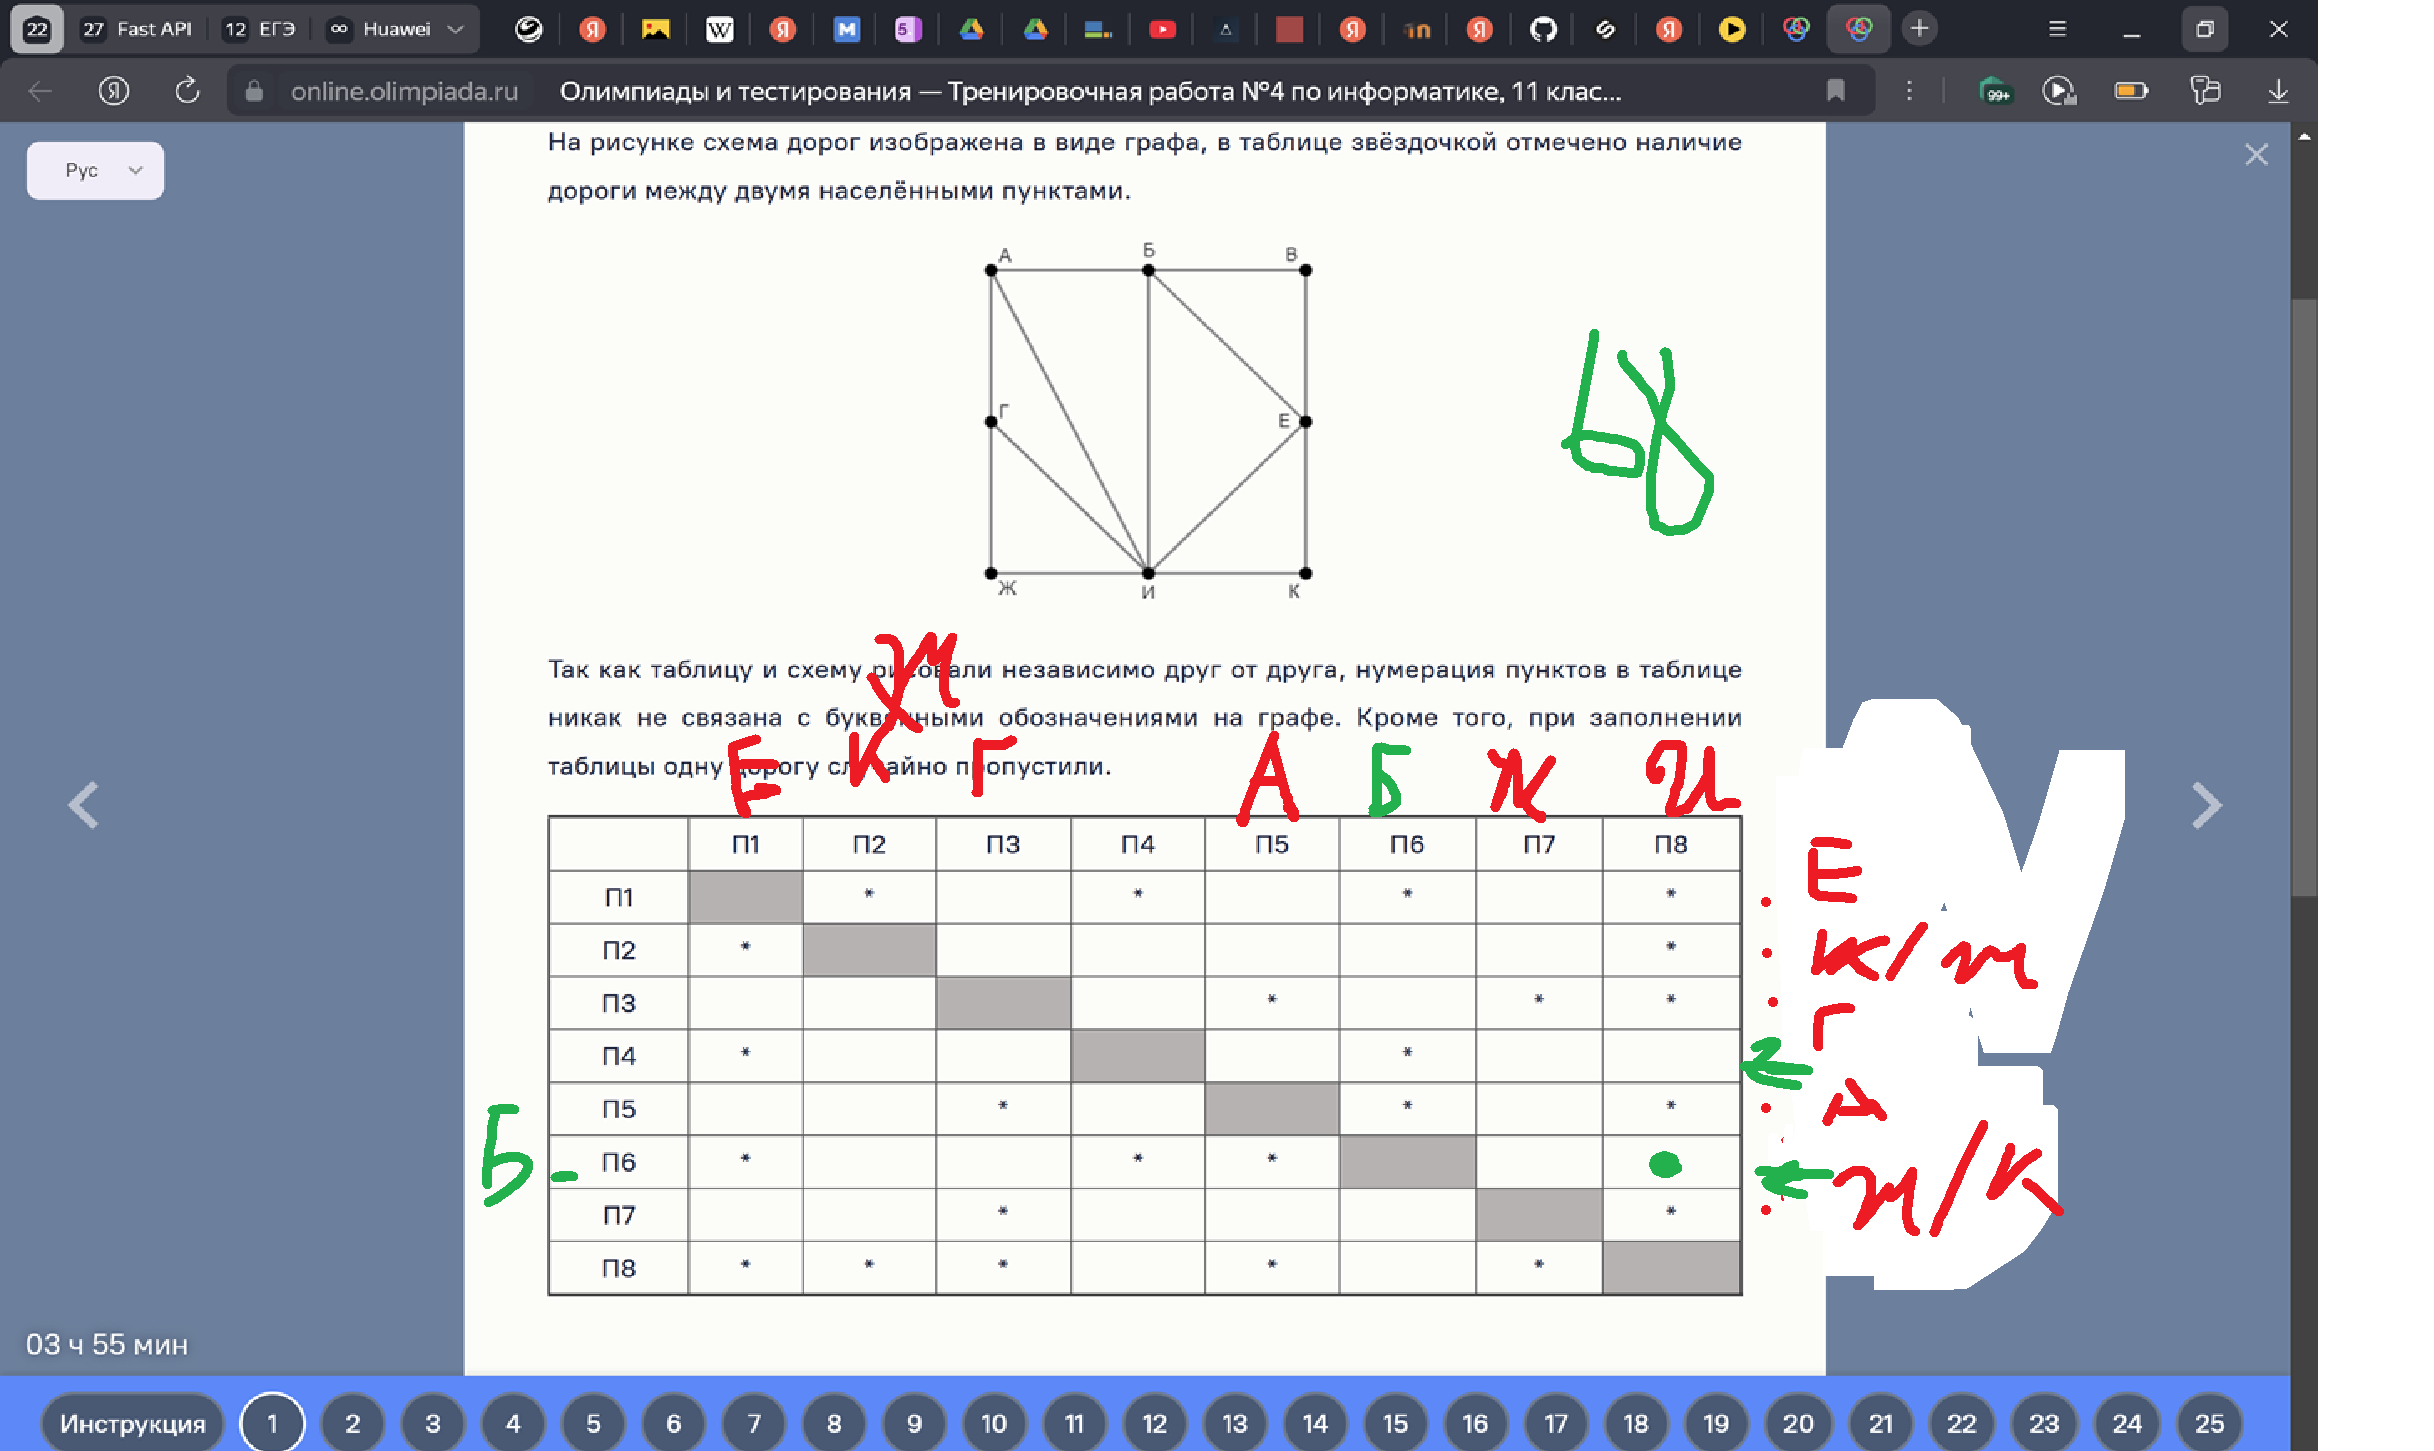 22 27 Fast API 12 ЕГЭ ∞ Huawei
online.olimpiada.ru Олимпиады и тестирования — Тренировочная работа №4 по информатике, 11 клас... 99+
Рус
На рисунке схема дорог изображена в виде графа, в таблице звёздочкой отмечено наличие
дороги между двумя населёнными пунктами.
А Б В
Г Е
Ж И К
Так как таблицу и схему рисовали независимо друг от друга, нумерация пунктов в таблице
никак не связана с буквенными обозначениями на графе. Кроме того, при заполнении
таблицы одну дорогу случайно пропустили.
Е К Г А Б Ж И
П1 П2 П3 П4 П5 П6 П7 П8
П1 * * * * Е
П2 * * К/Ж
П3 * * * Г
П4 * *
П5 * * * А
Б - П6 * * *
П7 * * Ж/К
П8 * * * * *
03 ч 55 мин
Инструкция 1 2 3 4 5 6 7 8 9 10 11 12 13 14 15 16 17 18 19 20 21 22 23 24 25